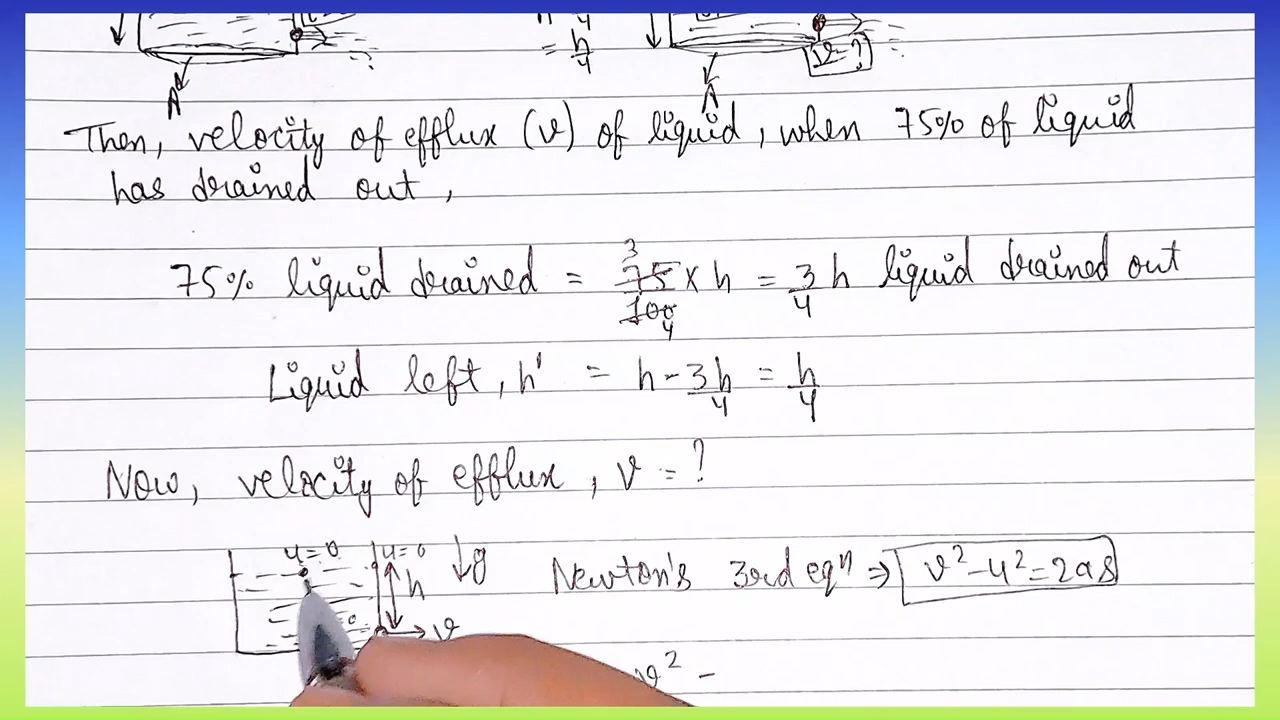 = h/4
v = ?
A
A
Then, velocity of efflux (v) of liquid, when 75% of liquid
has drained out,
75% liquid drained = 75/100 × h = 3/4 h liquid drained out
3
4
Liquid left, h' = h - 3h/4 = h/4
Now, velocity of efflux, v = ?
u=0 u=0 ↓g Newton's 3rd eqⁿ ⇒ v² - u² = 2as
h
v
v² -